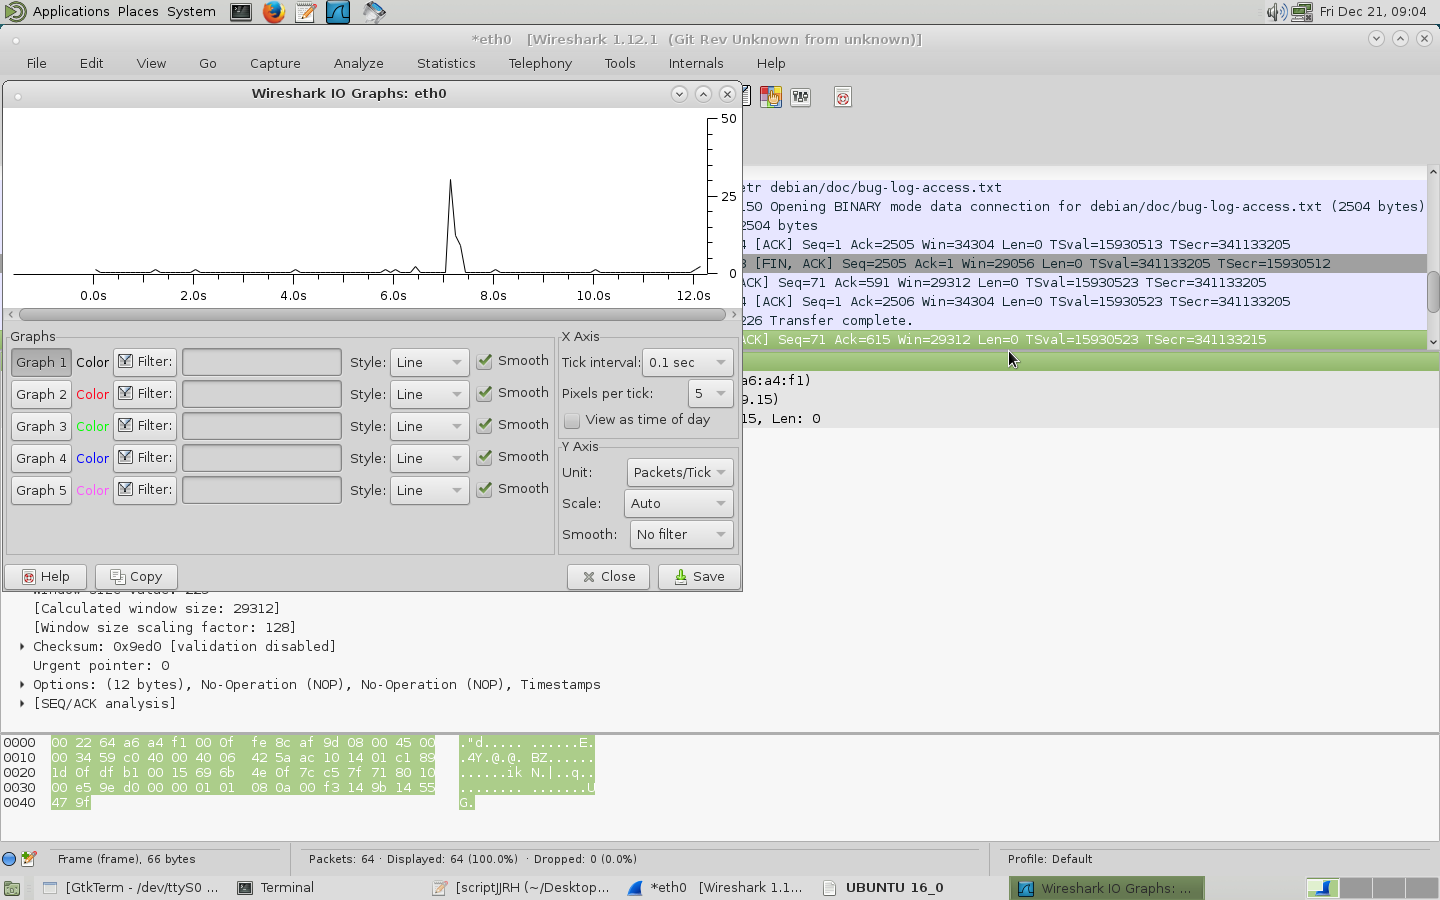 Applications Places System
Fri Dec 21, 09:04
*eth0 [Wireshark 1.12.1 (Git Rev Unknown from unknown)]
File Edit View Go Capture Analyze Statistics Telephony Tools Internals Help
Wireshark IO Graphs: eth0
50
25
0
0.0s 2.0s 4.0s 6.0s 8.0s 10.0s 12.0s
etr debian/doc/bug-log-access.txt
150 Opening BINARY mode data connection for debian/doc/bug-log-access.txt (2504 bytes)
2504 bytes
4 [ACK] Seq=1 Ack=2505 Win=34304 Len=0 TSval=15930513 TSecr=341133205
3 [FIN, ACK] Seq=2505 Ack=1 Win=29056 Len=0 TSval=341133205 TSecr=15930512
ACK] Seq=71 Ack=591 Win=29312 Len=0 TSval=15930523 TSecr=341133205
4 [ACK] Seq=1 Ack=2506 Win=34304 Len=0 TSval=15930523 TSecr=341133205
226 Transfer complete.
ACK] Seq=71 Ack=615 Win=29312 Len=0 TSval=15930523 TSecr=341133215
a6:a4:f1)
9.15)
15, Len: 0
Graphs
Graph 1 Color Filter: Style: Line Smooth
Graph 2 Color Filter: Style: Line Smooth
Graph 3 Color Filter: Style: Line Smooth
Graph 4 Color Filter: Style: Line Smooth
Graph 5 Color Filter: Style: Line Smooth
X Axis
Tick interval: 0.1 sec
Pixels per tick: 5
View as time of day
Y Axis
Unit: Packets/Tick
Scale: Auto
Smooth: No filter
Help Copy Close Save
[Calculated window size: 29312]
[Window size scaling factor: 128]
Checksum: 0x9ed0 [validation disabled]
Urgent pointer: 0
Options: (12 bytes), No-Operation (NOP), No-Operation (NOP), Timestamps
[SEQ/ACK analysis]
0000 00 22 64 a6 a4 f1 00 0f fe 8c af 9d 08 00 45 00 ."d..... ......E.
0010 00 34 59 c0 40 00 40 06 42 5a ac 10 14 01 c1 89 .4Y.@.@. BZ......
0020 1d 0f df b1 00 15 69 6b 4e 0f 7c c5 7f 71 80 10 ......ik N.|..q..
0030 00 e5 9e d0 00 00 01 01 08 0a 00 f3 14 9b 14 55 ........ .......U
0040 47 9f G.
Frame (frame), 66 bytes
Packets: 64 · Displayed: 64 (100.0%) · Dropped: 0 (0.0%)
Profile: Default
[GtkTerm - /dev/ttyS0 ...
Terminal
[scriptJJRH (~/Desktop...
*eth0 [Wireshark 1.1...
UBUNTU 16_0
Wireshark IO Graphs: ...